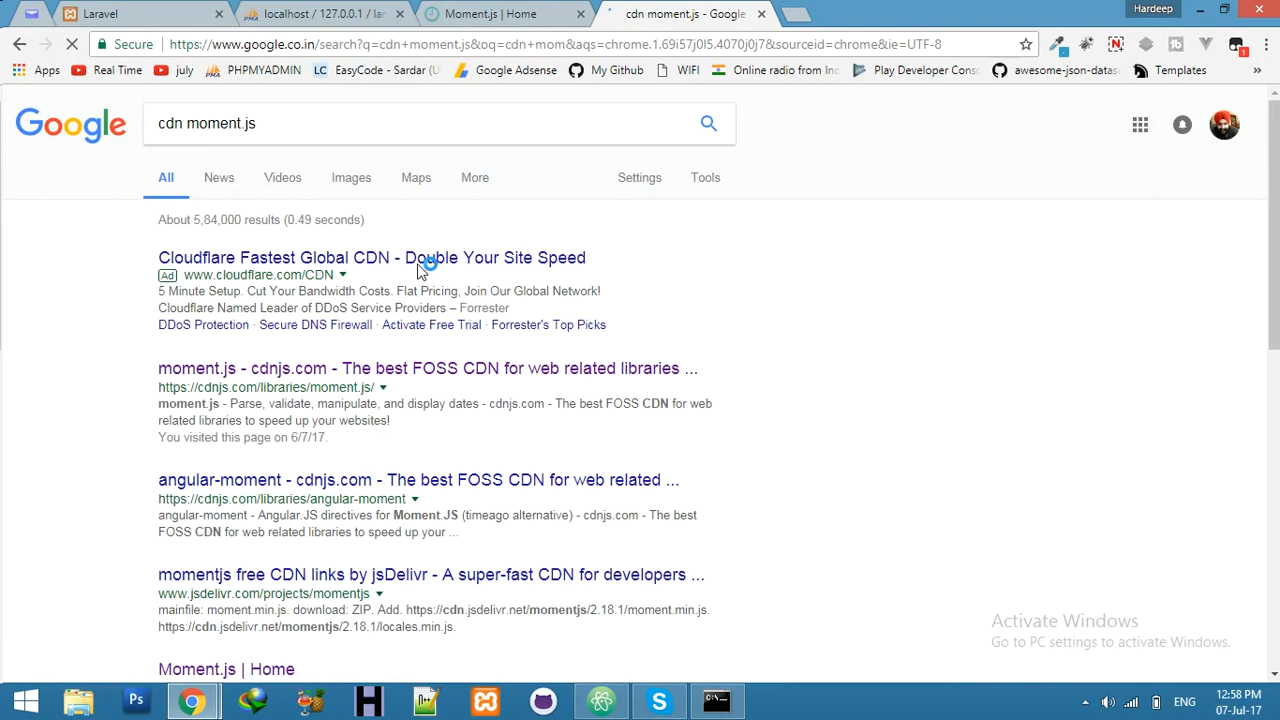 Hardeep
Laravel
localhost / 127.0.0.1 / lar
Moment.js | Home
cdn moment.js - Google
Secure
https://www.google.co.in/search?q=cdn+moment.js&oq=cdn+mom&aqs=chrome.1.69i57j0l5.4070j0j7&sourceid=chrome&ie=UTF-8
Apps
Real Time
july
PHPMYADMIN
EasyCode - Sardar (U
Google Adsense
My Github
WIFI
Online radio from Ind
Play Developer Cons
awesome-json-datas
Templates
Google
cdn moment.js
All News Videos Images Maps More Settings Tools
About 5,84,000 results (0.49 seconds)
Cloudflare Fastest Global CDN - Double Your Site Speed
Ad www.cloudflare.com/CDN
5 Minute Setup. Cut Your Bandwidth Costs. Flat Pricing, Join Our Global Network!
Cloudflare Named Leader of DDoS Service Providers – Forrester
DDoS Protection · Secure DNS Firewall · Activate Free Trial · Forrester's Top Picks
moment.js - cdnjs.com - The best FOSS CDN for web related libraries ...
https://cdnjs.com/libraries/moment.js/
moment.js - Parse, validate, manipulate, and display dates - cdnjs.com - The best FOSS CDN for web
related libraries to speed up your websites!
You visited this page on 6/7/17.
angular-moment - cdnjs.com - The best FOSS CDN for web related ...
https://cdnjs.com/libraries/angular-moment
angular-moment - Angular.JS directives for Moment.JS (timeago alternative) - cdnjs.com - The best
FOSS CDN for web related libraries to speed up your ...
momentjs free CDN links by jsDelivr - A super-fast CDN for developers ...
www.jsdelivr.com/projects/momentjs
mainfile: moment.min.js. download: ZIP. Add. https://cdn.jsdelivr.net/momentjs/2.18.1/moment.min.js.
https://cdn.jsdelivr.net/momentjs/2.18.1/locales.min.js.
Moment.js | Home
Activate Windows
Go to PC settings to activate Windows.
ENG
12:58 PM
07-Jul-17